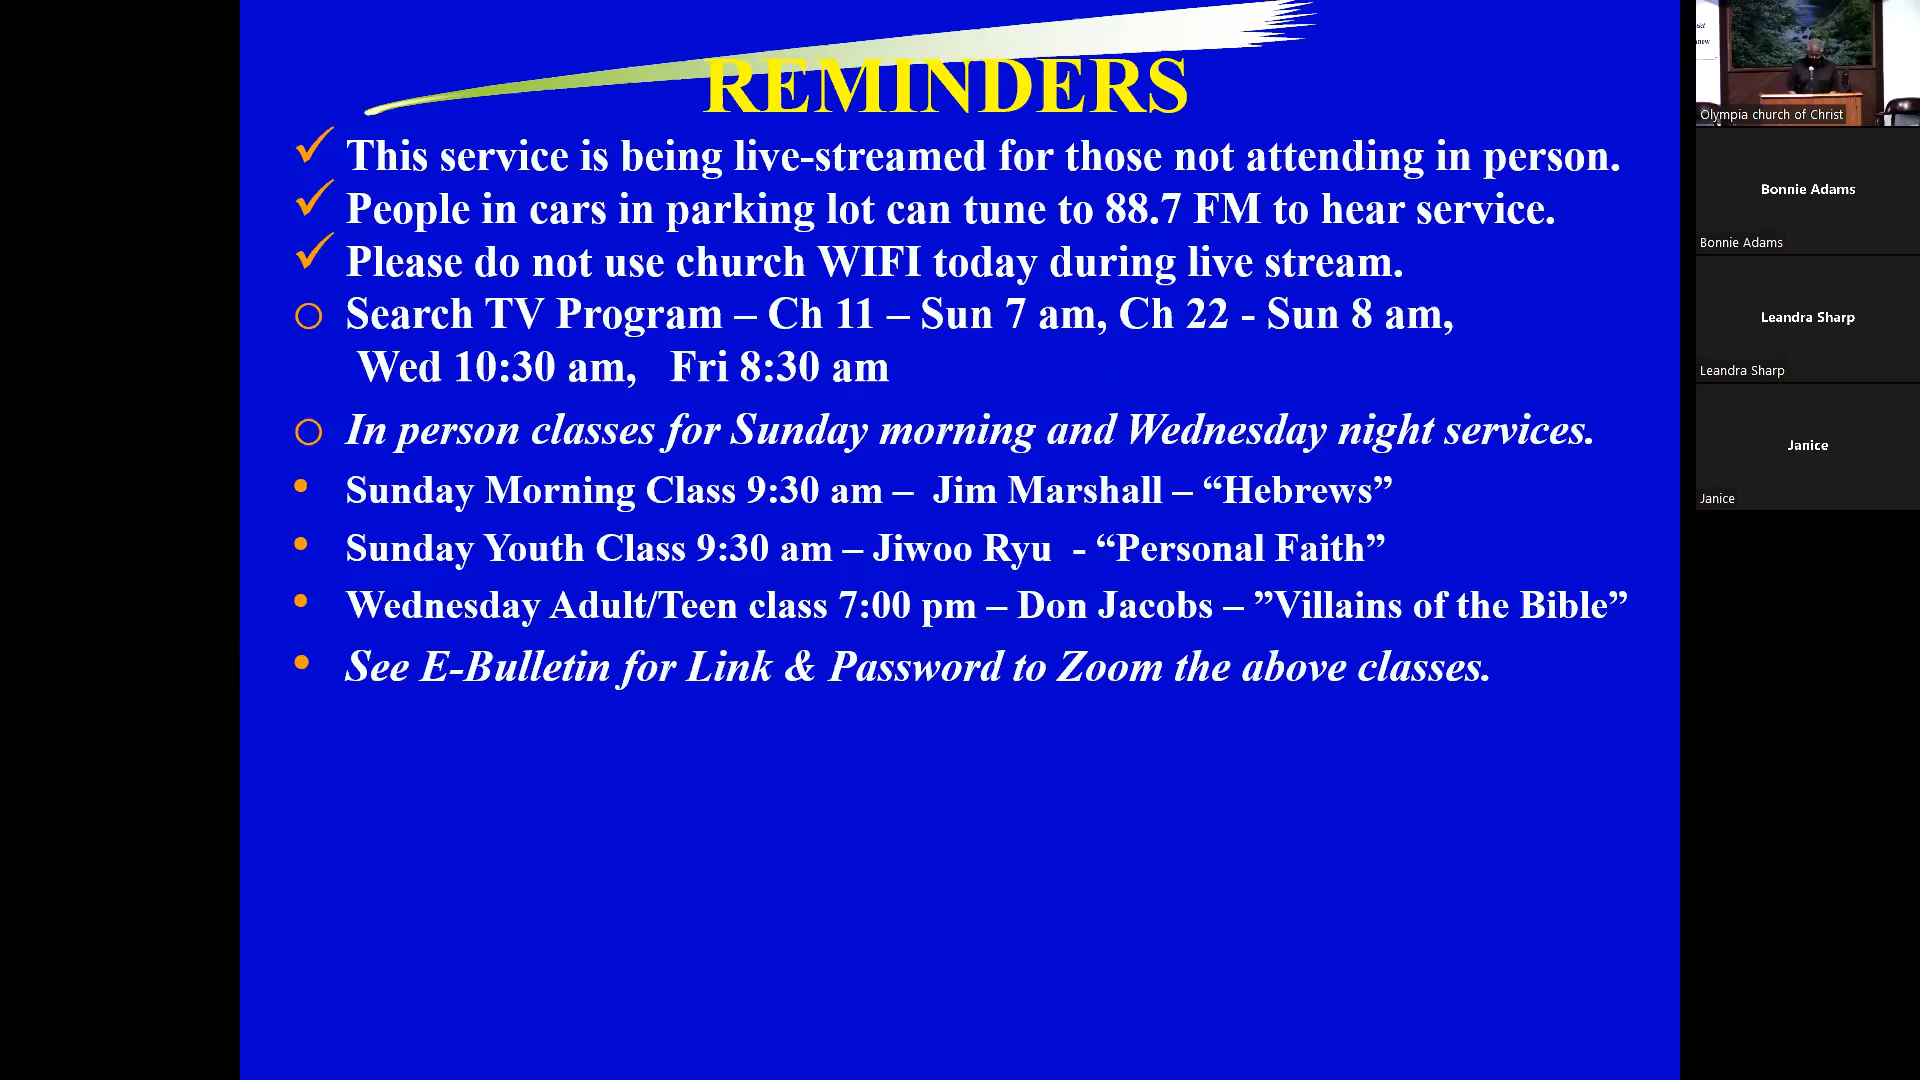 REMINDERS
This service is being live-streamed for those not attending in person.
People in cars in parking lot can tune to 88.7 FM to hear service.
Please do not use church WIFI today during live stream.
Search TV Program – Ch 11 – Sun 7 am, Ch 22 - Sun 8 am,
Wed 10:30 am, Fri 8:30 am
In person classes for Sunday morning and Wednesday night services.
Sunday Morning Class 9:30 am – Jim Marshall – “Hebrews”
Sunday Youth Class 9:30 am – Jiwoo Ryu - “Personal Faith”
Wednesday Adult/Teen class 7:00 pm – Don Jacobs – ”Villains of the Bible”
See E-Bulletin for Link & Password to Zoom the above classes.
Olympia church of Christ
Bonnie Adams
Bonnie Adams
Leandra Sharp
Leandra Sharp
Janice
Janice